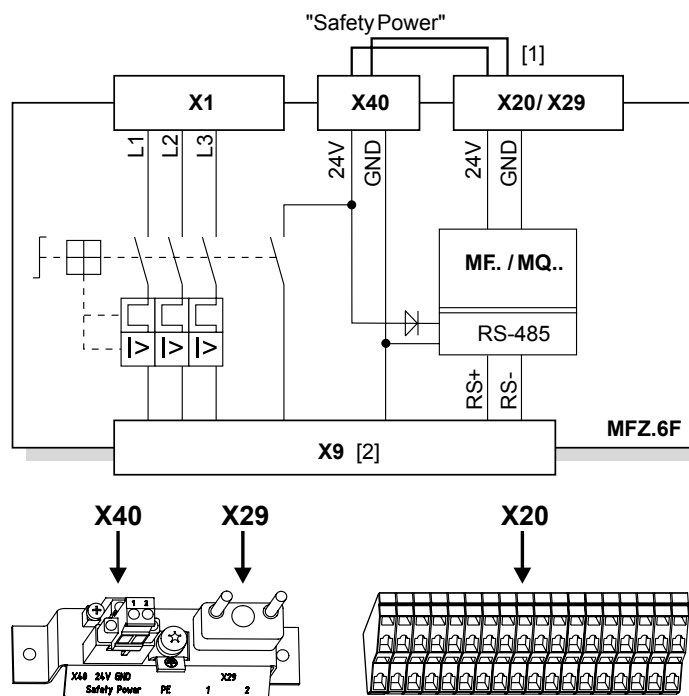 "Safety Power"
[1]
X1
X40
X20/ X29
L1
L2
L3
24V
GND
24V
GND
MF.. / MQ..
RS-485
RS+
RS-
MFZ.6F
X9 [2]
X40
X29
X20
1 2
X40 24V GND
X29
Safety Power
PE
1
2